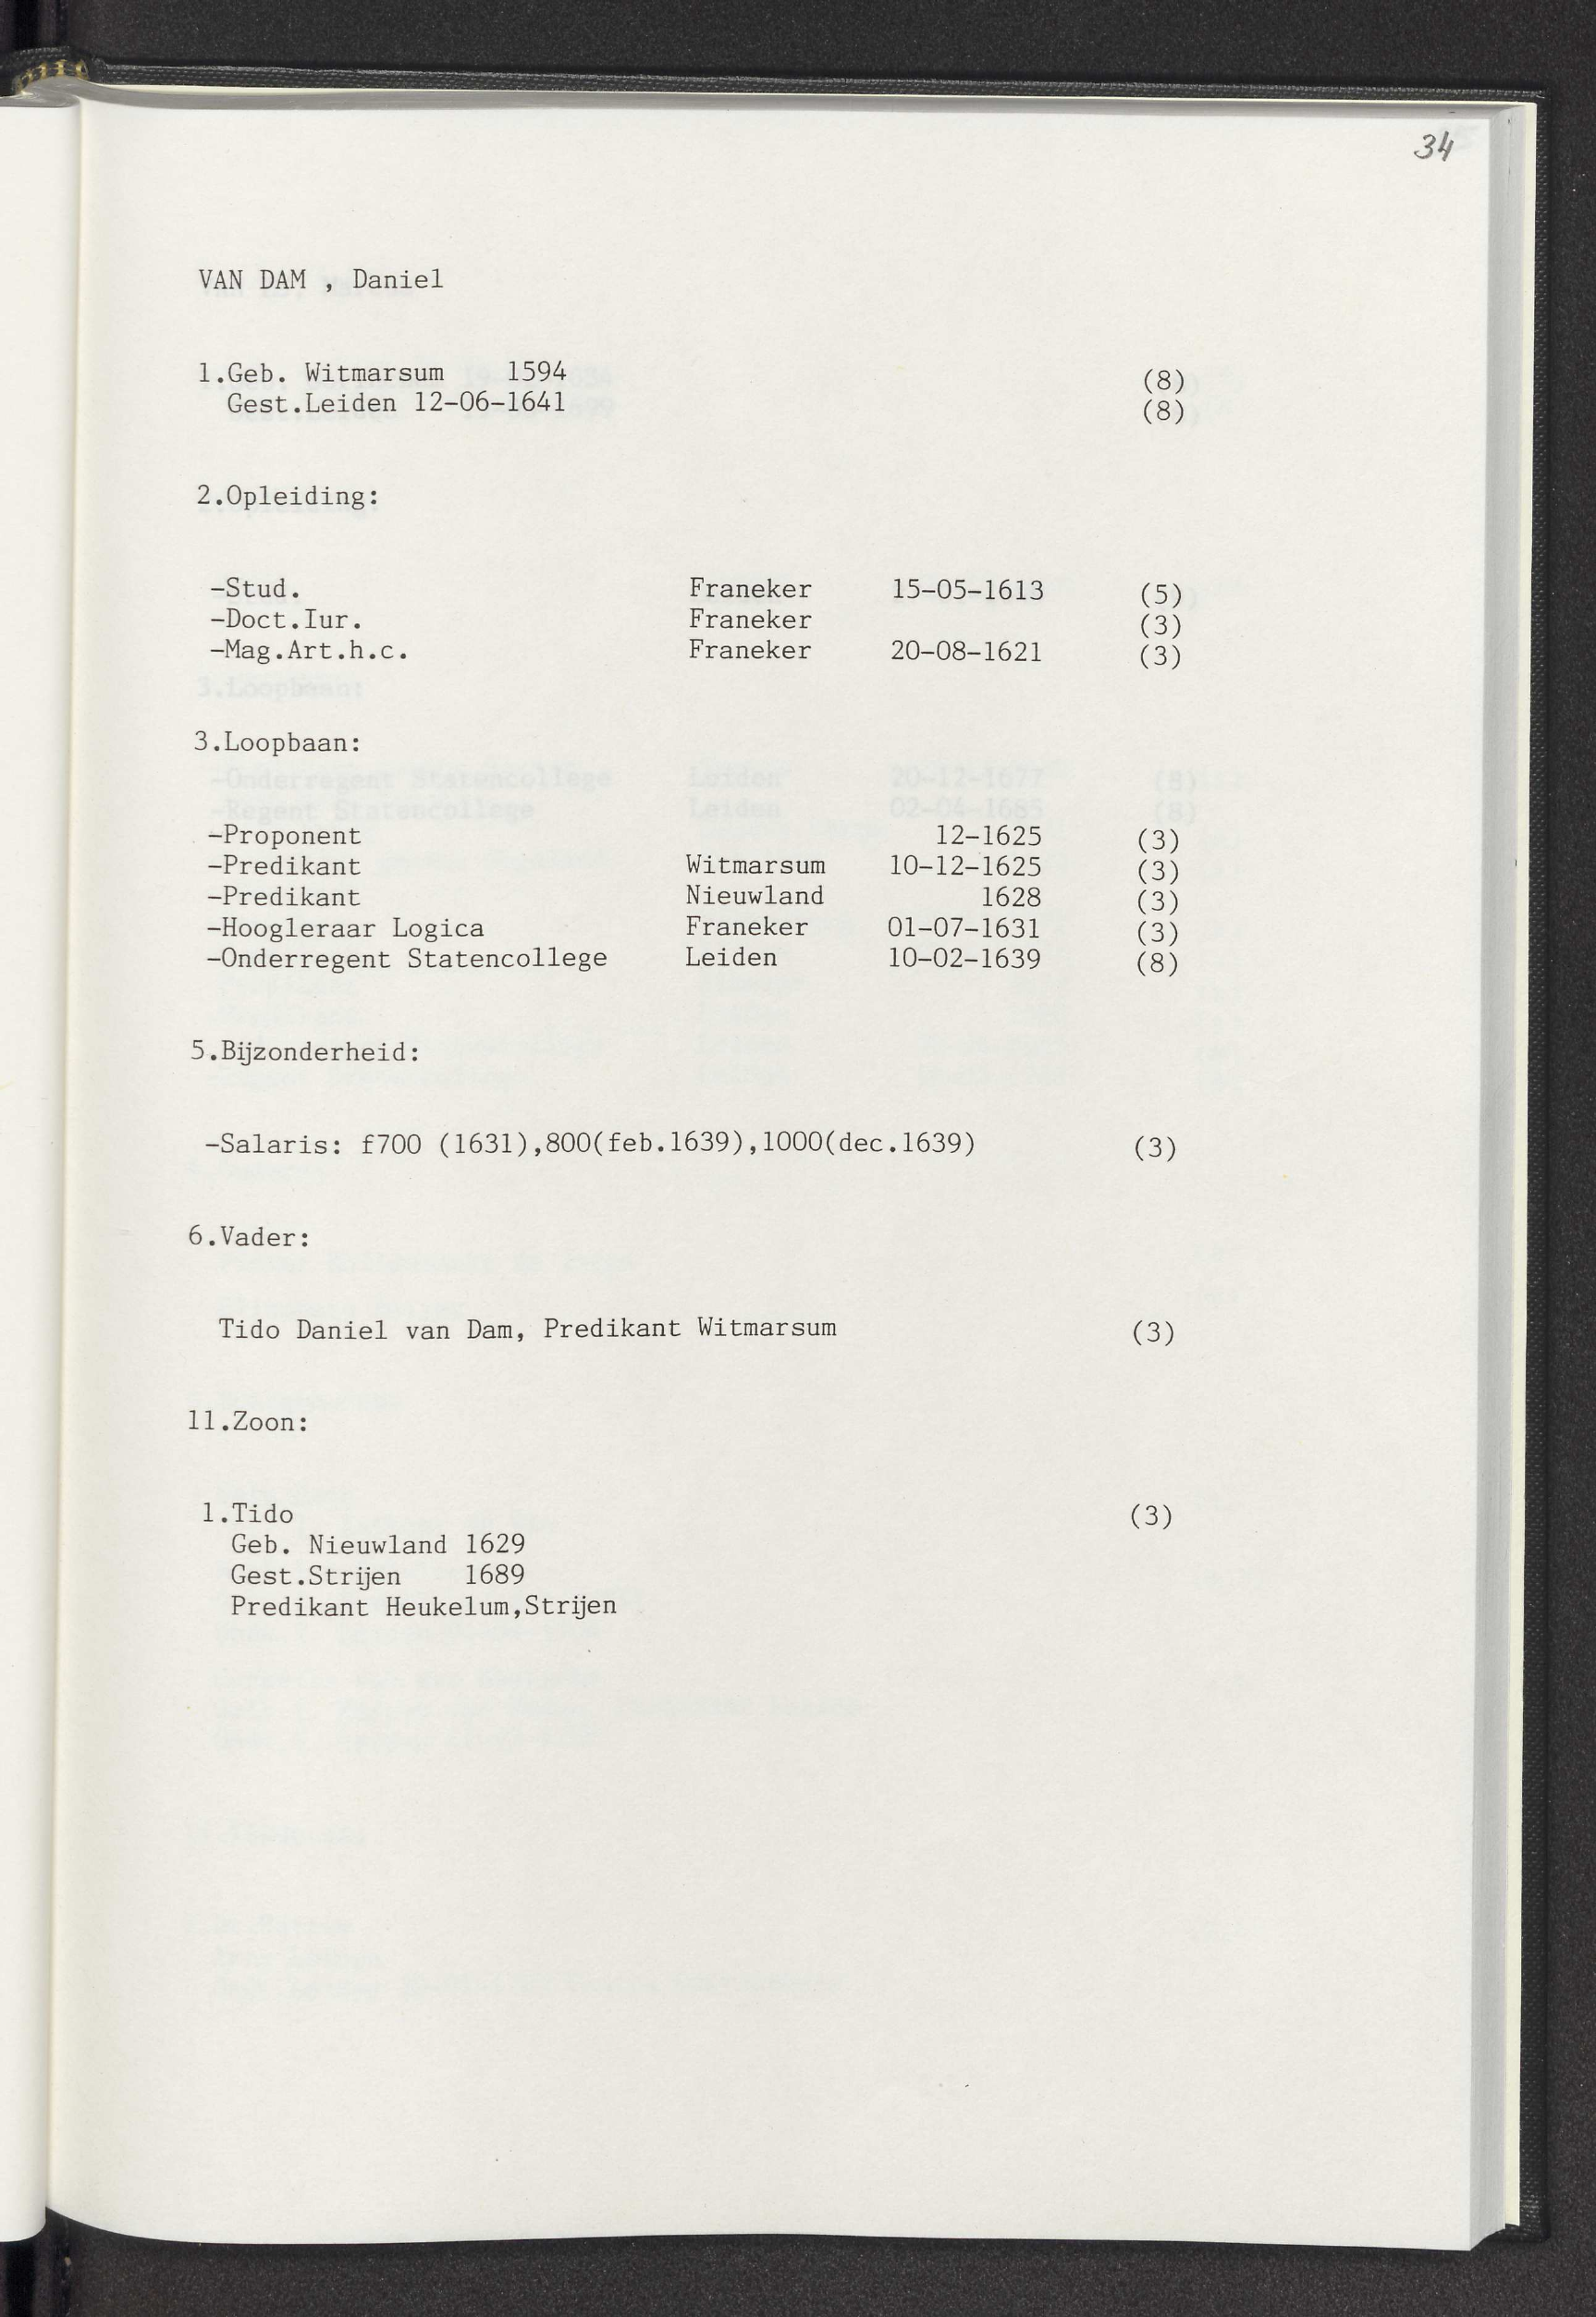 34
VAN DAM , Daniel
1.Geb. Witmarsum 1594 (8)
Gest.Leiden 12-06-1641 (8)
2.Opleiding:
-Stud. Franeker 15-05-1613 (5)
-Doct.Iur. Franeker (3)
-Mag.Art.h.c. Franeker 20-08-1621 (3)
3.Loopbaan:
-Proponent 12-1625 (3)
-Predikant Witmarsum 10-12-1625 (3)
-Predikant Nieuwland 1628 (3)
-Hoogleraar Logica Franeker 01-07-1631 (3)
-Onderregent Statencollege Leiden 10-02-1639 (8)
5.Bijzonderheid:
-Salaris: f700 (1631),800(feb.1639),1000(dec.1639) (3)
6.Vader:
Tido Daniel van Dam, Predikant Witmarsum (3)
11.Zoon:
1.Tido (3)
Geb. Nieuwland 1629
Gest.Strijen 1689
Predikant Heukelum,Strijen